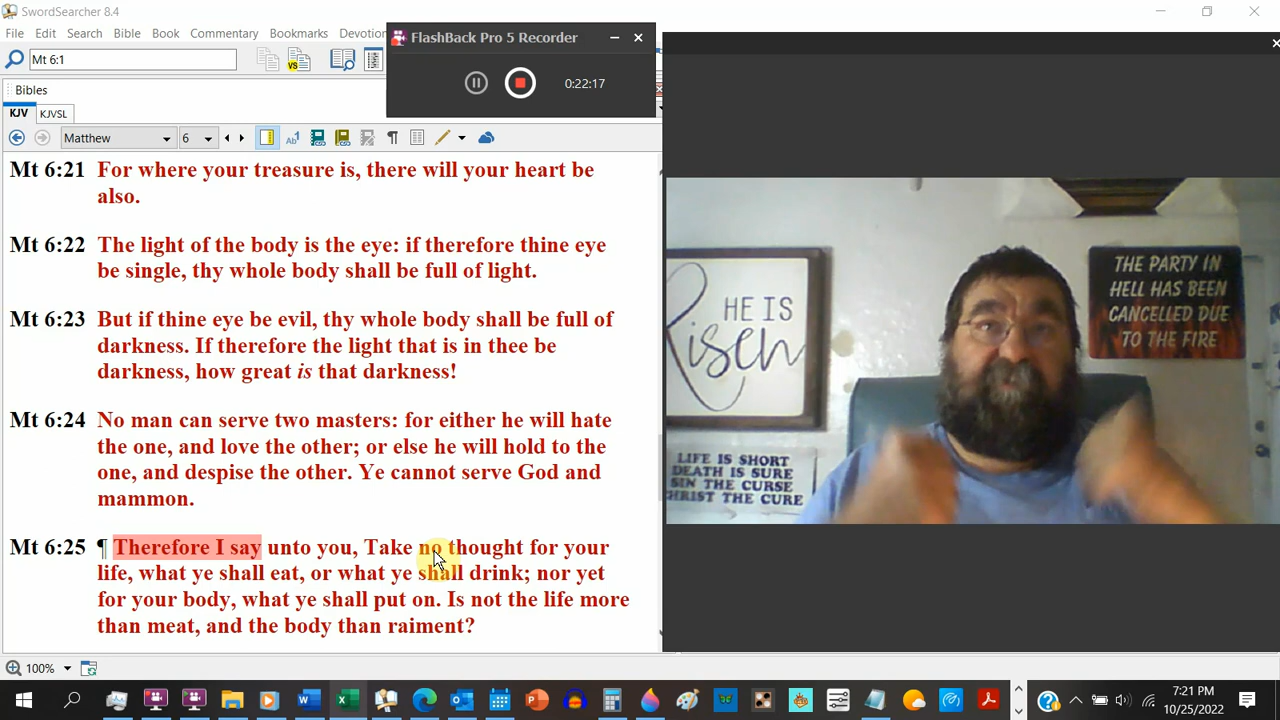 SwordSearcher 8.4
File Edit Search Bible Book Commentary Bookmarks Devotion
Mt 6:1
VS
FlashBack Pro 5 Recorder
0:22:17
Bibles
KJV KJVSL
Matthew 6
Mt 6:21 For where your treasure is, there will your heart be
also.
Mt 6:22 The light of the body is the eye: if therefore thine eye
be single, thy whole body shall be full of light.
Mt 6:23 But if thine eye be evil, thy whole body shall be full of
darkness. If therefore the light that is in thee be
darkness, how great is that darkness!
Mt 6:24 No man can serve two masters: for either he will hate
the one, and love the other; or else he will hold to the
one, and despise the other. Ye cannot serve God and
mammon.
Mt 6:25 ¶ Therefore I say unto you, Take no thought for your
life, what ye shall eat, or what ye shall drink; nor yet
for your body, what ye shall put on. Is not the life more
than meat, and the body than raiment?
100%
HE IS
Risen
THE PARTY IN
HELL HAS BEEN
CANCELLED DUE
TO THE FIRE
LIFE IS SHORT
DEATH IS SURE
SIN THE CURSE
HRIST THE CURE
7:21 PM
10/25/2022